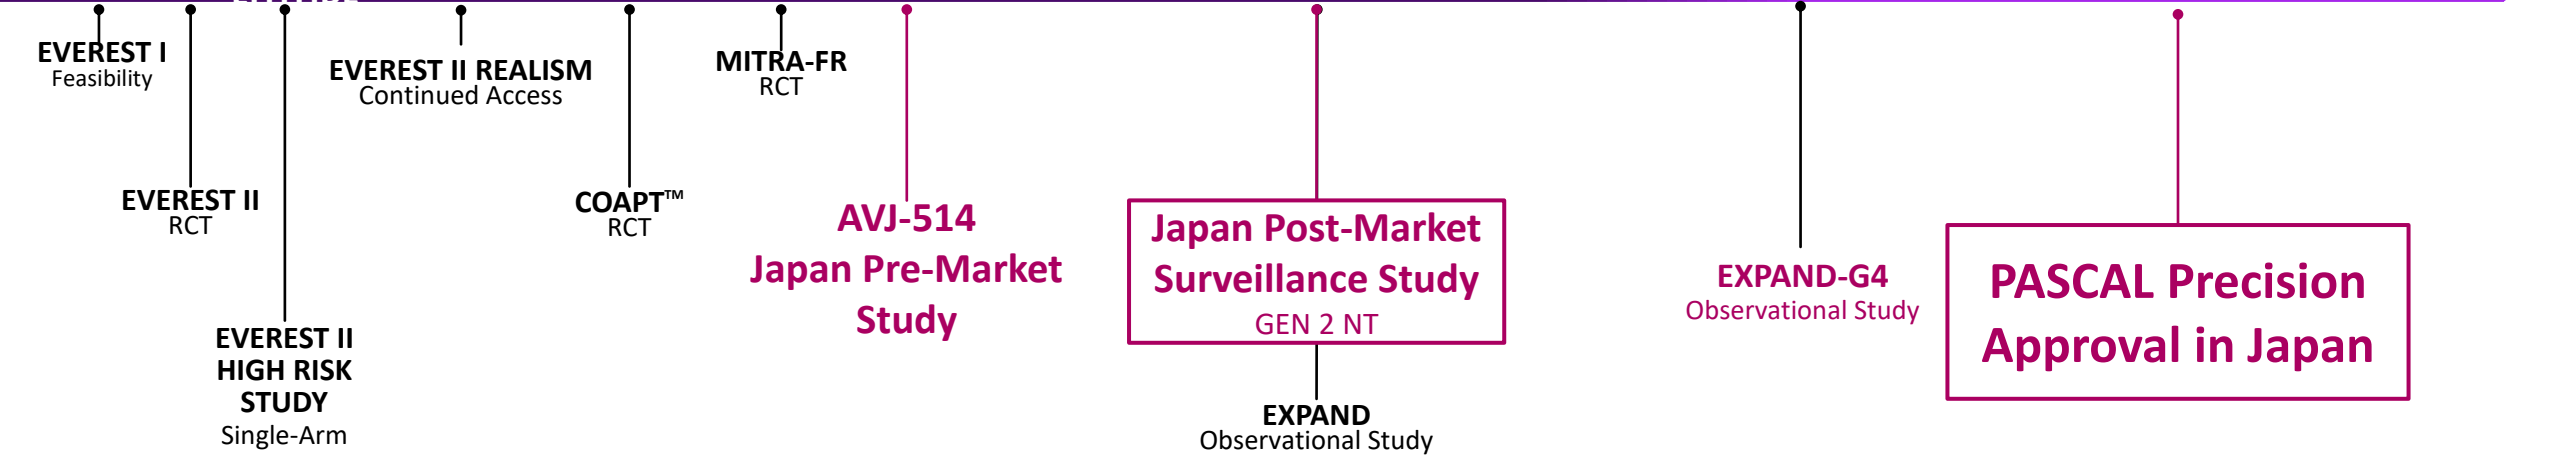 EVEREST I
Feasibility
EVEREST II
RCT
EVEREST II
HIGH RISK
STUDY
Single-Arm
EVEREST II REALISM
Continued Access
COAPT™
RCT
MITRA-FR
RCT
AVJ-514
Japan Pre-Market
Study
Japan Post-Market
Surveillance Study
GEN 2 NT
EXPAND
Observational Study
EXPAND-G4
Observational Study
PASCAL Precision
Approval in Japan